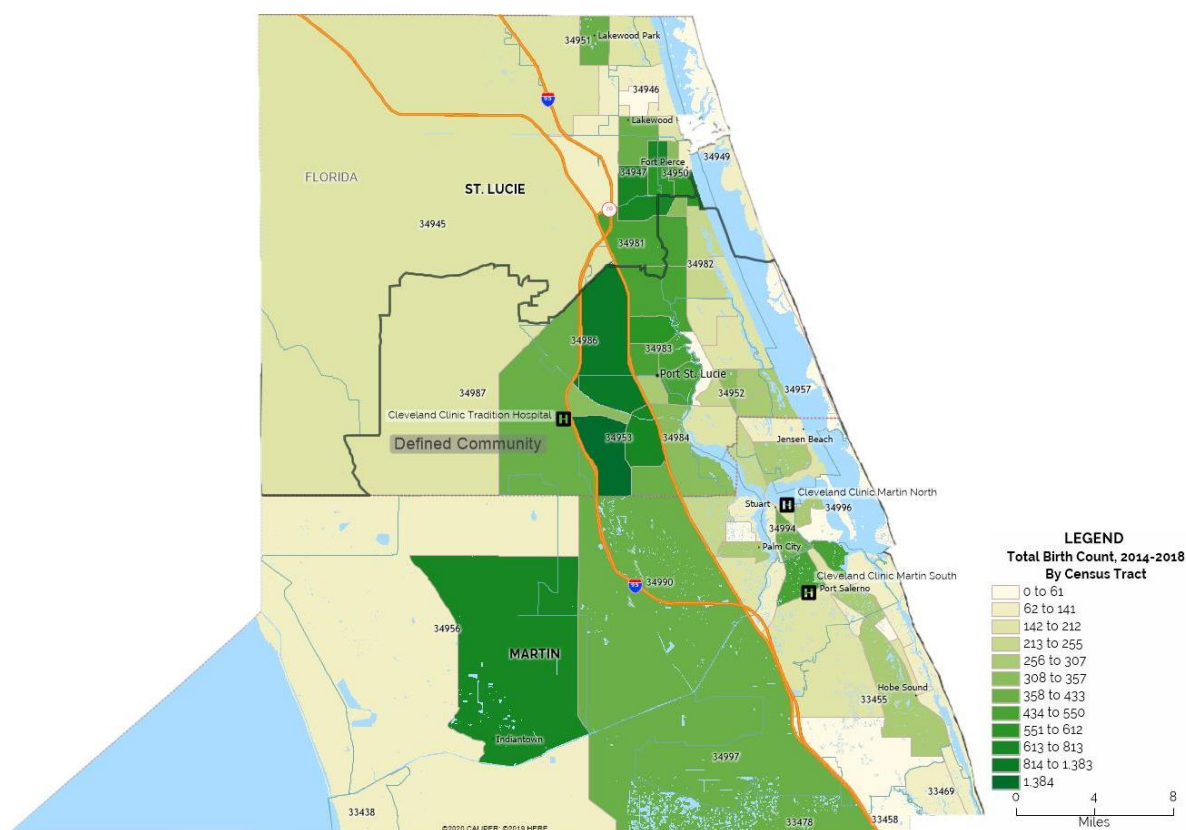 34951
Lakewood Park
95
34946
Lakewood
FLORIDA
ST. LUCIE
Fort Pierce
34949
34947
34950
70
34945
34981
34982
34986
34983
Port St. Lucie
34987
34952
34957
Cleveland Clinic Tradition Hospital
H
Defined Community
34953
34984
Jensen Beach
Cleveland Clinic Martin North
H
Stuart
34996
34994
Palm City
Cleveland Clinic Martin South
H
Port Salerno
34990
95
34956
MARTIN
Hobe Sound
33455
Indiantown
34997
33469
33438
33478
33458
©2020 CALIPER; ©2019 HERE
LEGEND
Total Birth Count, 2014-2018
By Census Tract
0 to 61
62 to 141
142 to 212
213 to 255
256 to 307
308 to 357
358 to 433
434 to 550
551 to 612
613 to 813
814 to 1,383
1,384
0 4 8
Miles